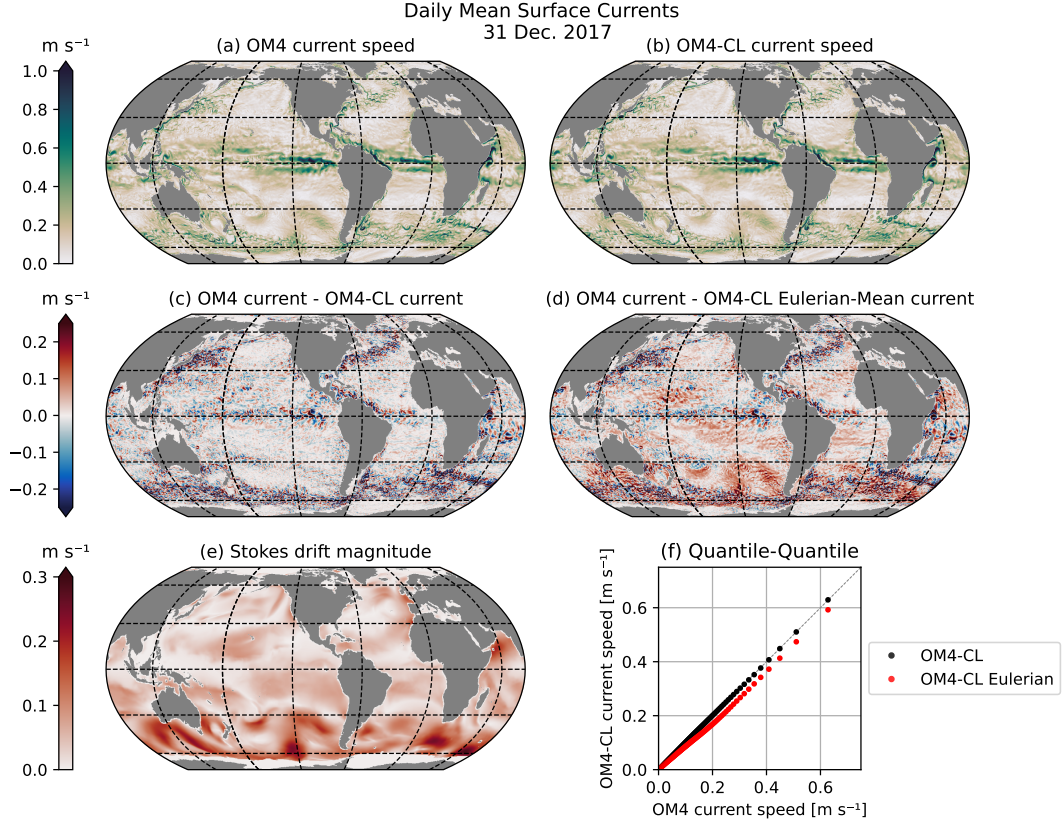 Daily Mean Surface Currents
31 Dec. 2017
m s⁻¹
(a) OM4 current speed
(b) OM4-CL current speed
1.0
0.8
0.6
0.4
0.2
0.0
m s⁻¹
(c) OM4 current - OM4-CL current
(d) OM4 current - OM4-CL Eulerian-Mean current
0.2
0.1
0.0
−0.1
−0.2
m s⁻¹
(e) Stokes drift magnitude
(f) Quantile-Quantile
0.3
0.2
0.1
0.0
OM4-CL current speed [m s⁻¹]
0.6
0.4
0.2
0.0
0.0 0.2 0.4 0.6
OM4 current speed [m s⁻¹]
OM4-CL
OM4-CL Eulerian